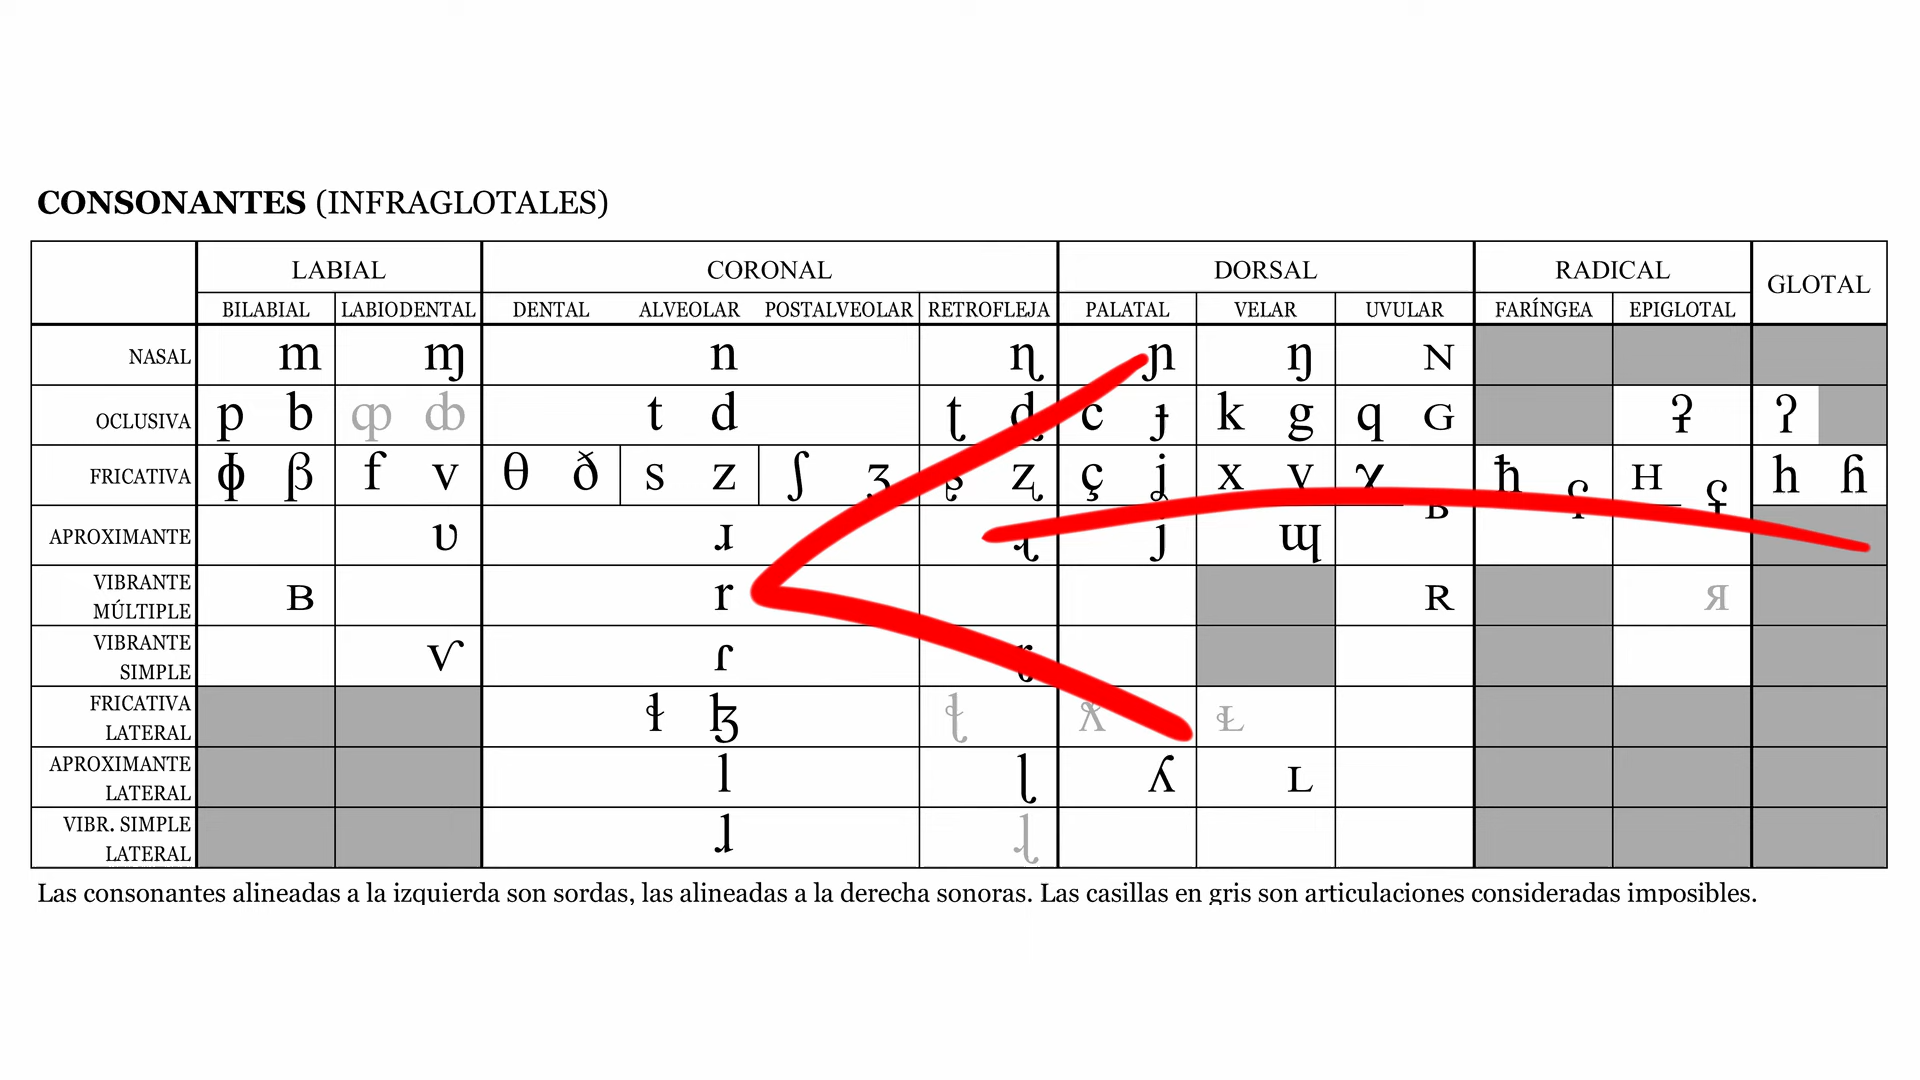 CONSONANTES (INFRAGLOTALES)
LABIAL CORONAL DORSAL RADICAL GLOTAL
BILABIAL LABIODENTAL DENTAL ALVEOLAR POSTALVEOLAR RETROFLEJA PALATAL VELAR UVULAR FARÍNGEA EPIGLOTAL
NASAL m ɱ n ɳ ɲ ŋ ɴ
OCLUSIVA p b ȹ ȸ t d ʈ ɖ c ɟ k g q ɢ ʡ ʔ
FRICATIVA ɸ β f v θ ð s z ʃ ʒ ʂ ʐ ç ʝ x ɣ χ ʁ ħ ʕ ʜ ʢ h ɦ
APROXIMANTE ʋ ɹ ɻ j ɰ
VIBRANTE MÚLTIPLE ʙ r ʀ ᴙ
VIBRANTE SIMPLE ⱱ ɾ ɽ
FRICATIVA LATERAL ɬ ɮ
APROXIMANTE LATERAL l ɭ ʎ ʟ
VIBR. SIMPLE LATERAL ɺ
Las consonantes alineadas a la izquierda son sordas, las alineadas a la derecha sonoras. Las casillas en gris son articulaciones consideradas imposibles.